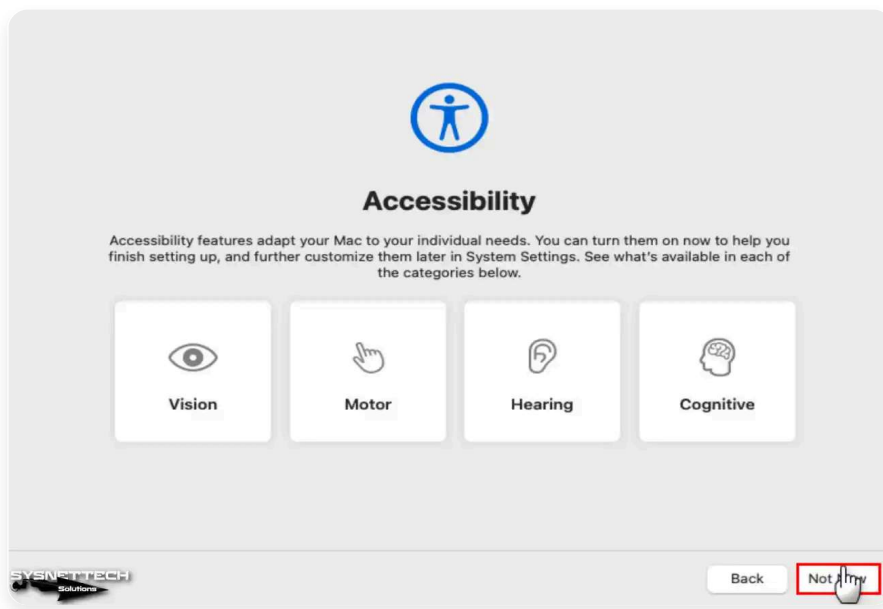 Accessibility
Accessibility features adapt your Mac to your individual needs. You can turn them on now to help you
finish setting up, and further customize them later in System Settings. See what's available in each of
the categories below.
Vision
Motor
Hearing
Cognitive
SYSNETTECH
Solutions
Back
Not Now